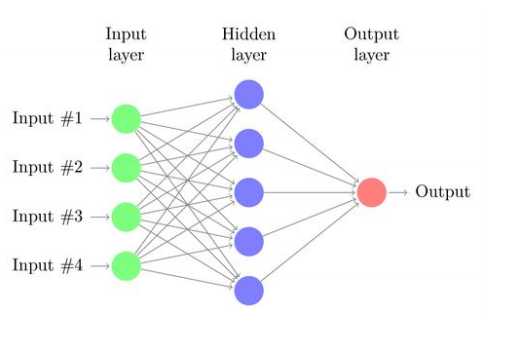 Input
layer
Hidden
layer
Output
layer
Input #1
Input #2
Input #3
Input #4
Output